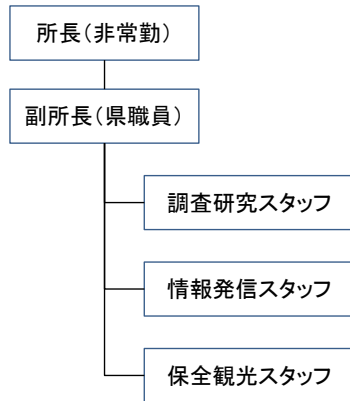 所長（非常勤）
副所長（県職員）
調査研究スタッフ
情報発信スタッフ
保全観光スタッフ